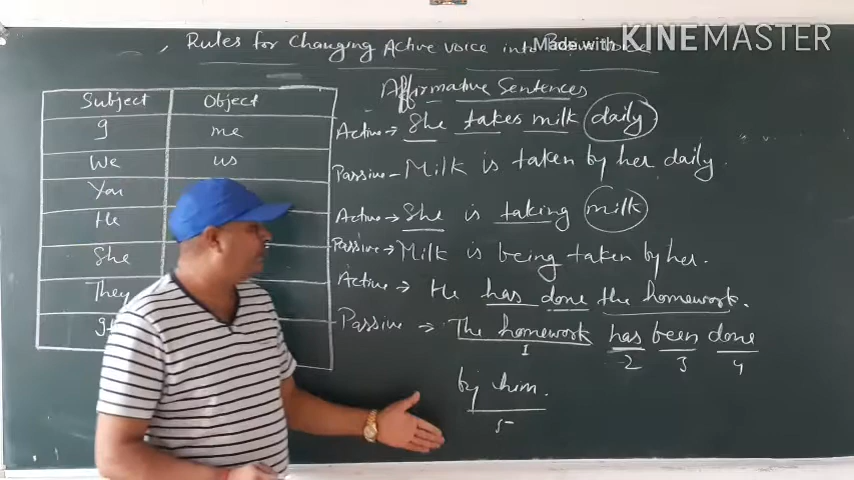 Rules for Changing Active voice into
Made with KINEMASTER
Affirmative Sentences
Subject Object
I me
We us
You
He
She
They
Active → She takes milk daily
Passive - Milk is taken by her daily.
Active → She is taking milk
Passive → Milk is being taken by her.
Active → He has done the homework.
Passive → The homework has been done
1 2 3 4
by him.
5